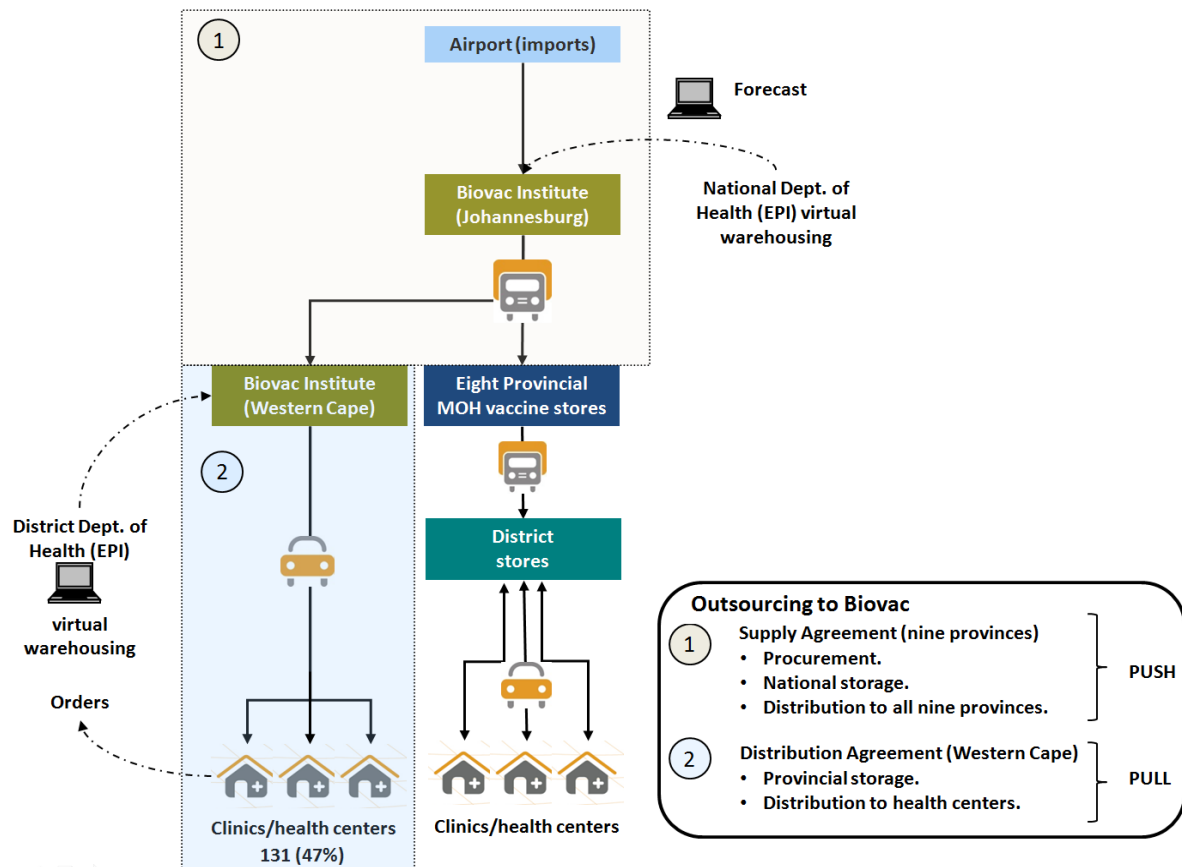 1
Airport (imports)
Forecast
Biovac Institute
(Johannesburg)
National Dept. of
Health (EPI) virtual
warehousing
Biovac Institute
(Western Cape)
Eight Provincial
MOH vaccine stores
2
District Dept. of
Health (EPI)
virtual
warehousing
District
stores
Orders
Clinics/health centers
131 (47%)
Clinics/health centers
Outsourcing to Biovac
1
Supply Agreement (nine provinces)
• Procurement.
• National storage.
• Distribution to all nine provinces.
PUSH
2
Distribution Agreement (Western Cape)
• Provincial storage.
• Distribution to health centers.
PULL